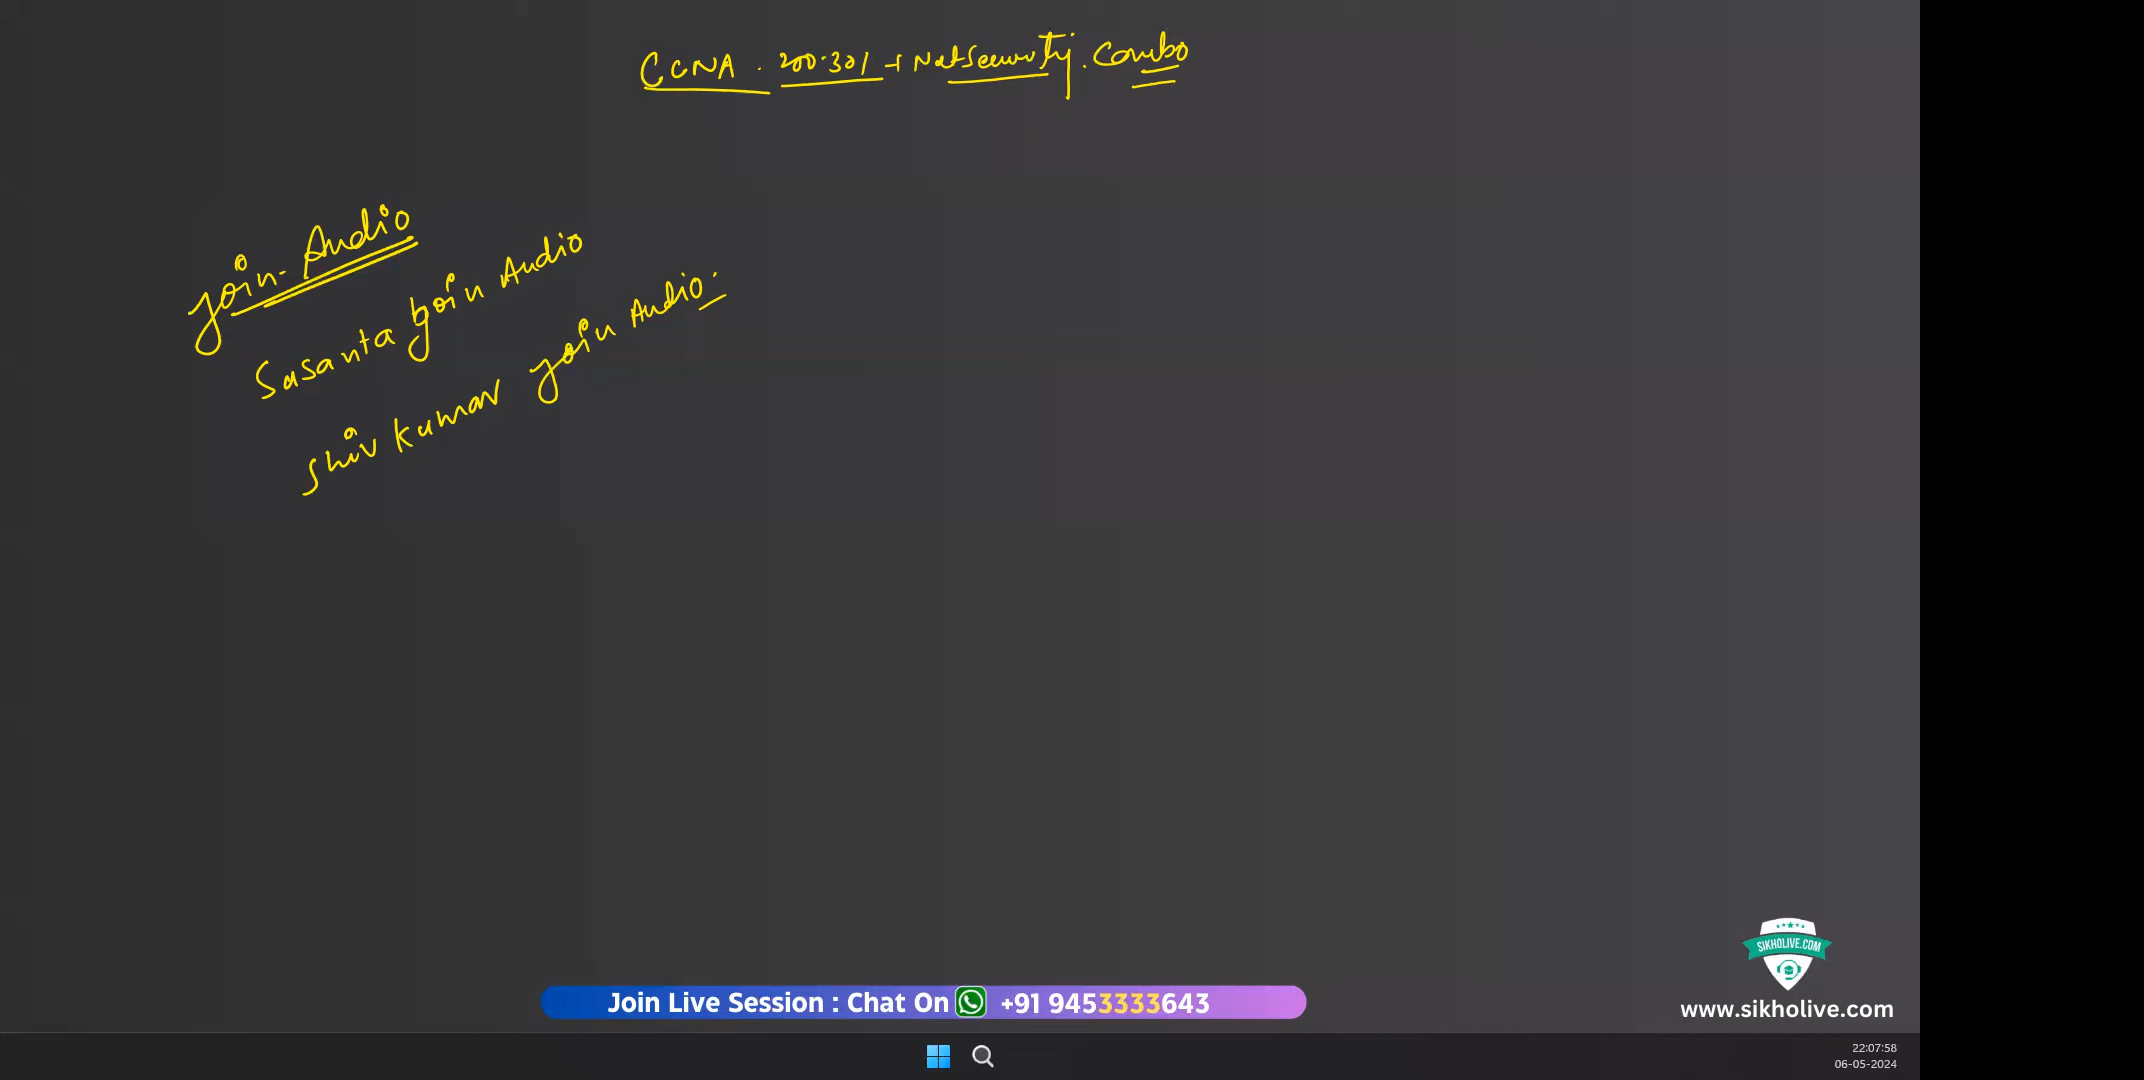 CCNA . 200-301 + NetSecurity. Combo
Join - Audio
Sasanta Join Audio
Shiv Kumar Join Audio.
SIKHOLIVE.COM
Join Live Session : Chat On +91 9453333643
www.sikholive.com
22:07:58
06-05-2024